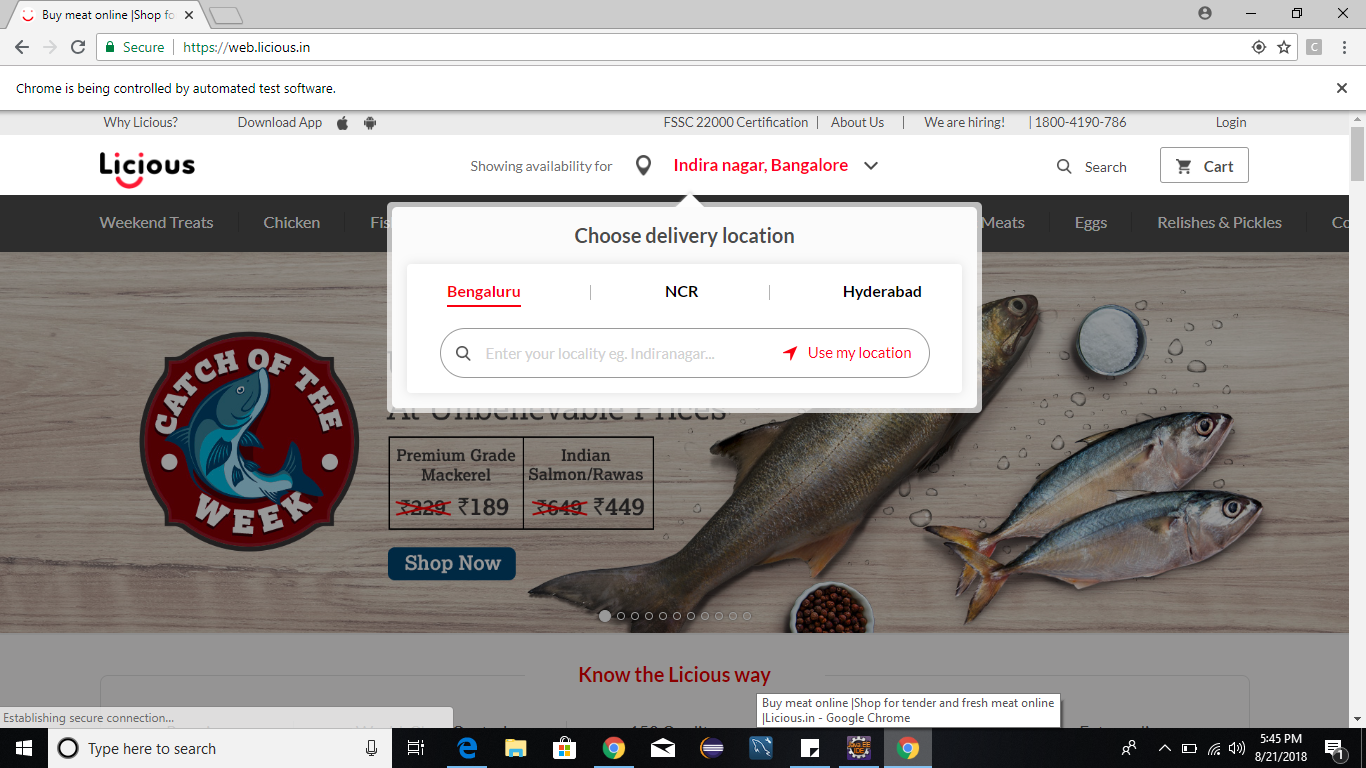 Buy meat online |Shop fo
Secure
https://web.licious.in
C
Chrome is being controlled by automated test software.
Why Licious?
Download App
FSSC 22000 Certification | About Us | We are hiring! | 1800-4190-786
Login
Licious
Showing availability for
Indira nagar, Bangalore
Search
Cart
Weekend Treats
Chicken
Fis
Meats
Eggs
Relishes & Pickles
Co
Choose delivery location
Bengaluru | NCR | Hyderabad
Enter your locality eg. Indiranagar...
Use my location
CATCH OF THE
WEEK
At Unbelievable Prices
Premium Grade
Mackerel
₹229 ₹189
Indian
Salmon/Rawas
₹649 ₹449
Shop Now
Know the Licious way
Establishing secure connection...
Buy meat online |Shop for tender and fresh meat online
|Licious.in - Google Chrome
Type here to search
5:45 PM
8/21/2018
1